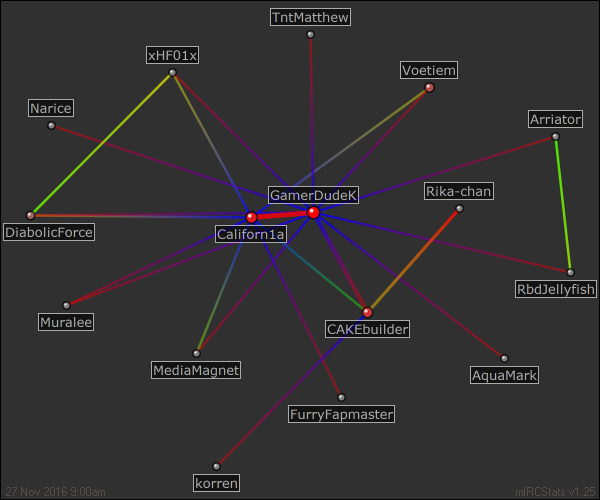 TntMatthew
xHF01x
Voetiem
Narice
Arriator
GamerDudeK
Rika-chan
DiabolicForce
Californ1a
RbdJellyfish
Muralee
CAKEbuilder
MediaMagnet
AquaMark
FurryFapmaster
korren
27 Nov 2016 9:00am
mIRCStats v1.25